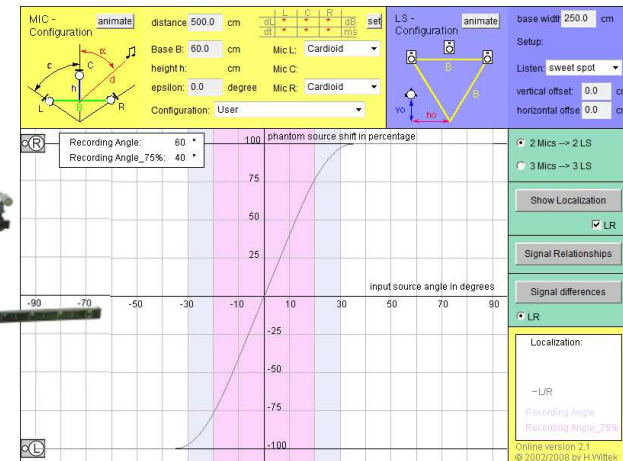 MIC - Configuration
animate
distance 500.0 cm
Base B: 60.0 cm
height h: cm
epsilon: 0.0 degree
L C R
dL * * * dB
dt * * * ms
set
Mic L: Cardioid
Mic C:
Mic R: Cardioid
Configuration: User
ε α C d h L B R
LS - Configuration
animate
B B B
vo ho
base width 250.0 cm
Setup:
Listen: sweet spot
vertical offset: 0.0 cm
horizontal offse 0.0 cm
R
Recording Angle: 60 °
Recording Angle_75%: 40 °
100 phantom source shift in percentage
75
50
25
input source angle in degrees
-90 -70 -50 -30 -10 10 30 50 70 90
-25
-50
-75
-100
L
2 Mics --> 2 LS
3 Mics --> 3 LS
Show Localization
LR
Signal Relationships
Signal differences
LR
Localization:
– L/R
Recording Angle
Recording Angle_75%
Online version 2.1
© 2002/2008 by H.Wittek